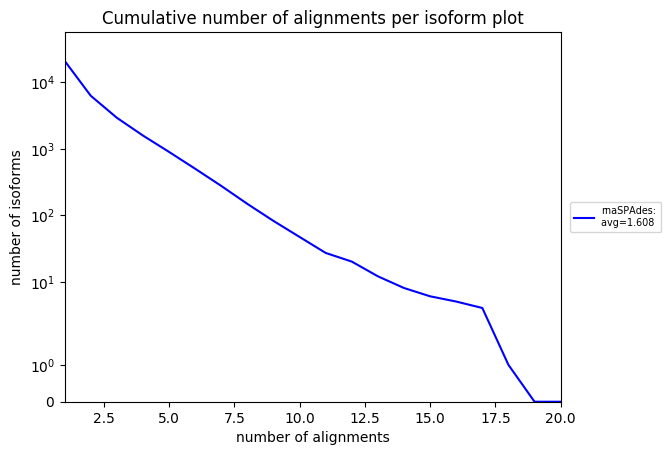 Cumulative number of alignments per isoform plot
number of isoforms
10^4
10^3
10^2
10^1
10^0
0
2.5 5.0 7.5 10.0 12.5 15.0 17.5 20.0
number of alignments
rnaSPAdes:
avg=1.608